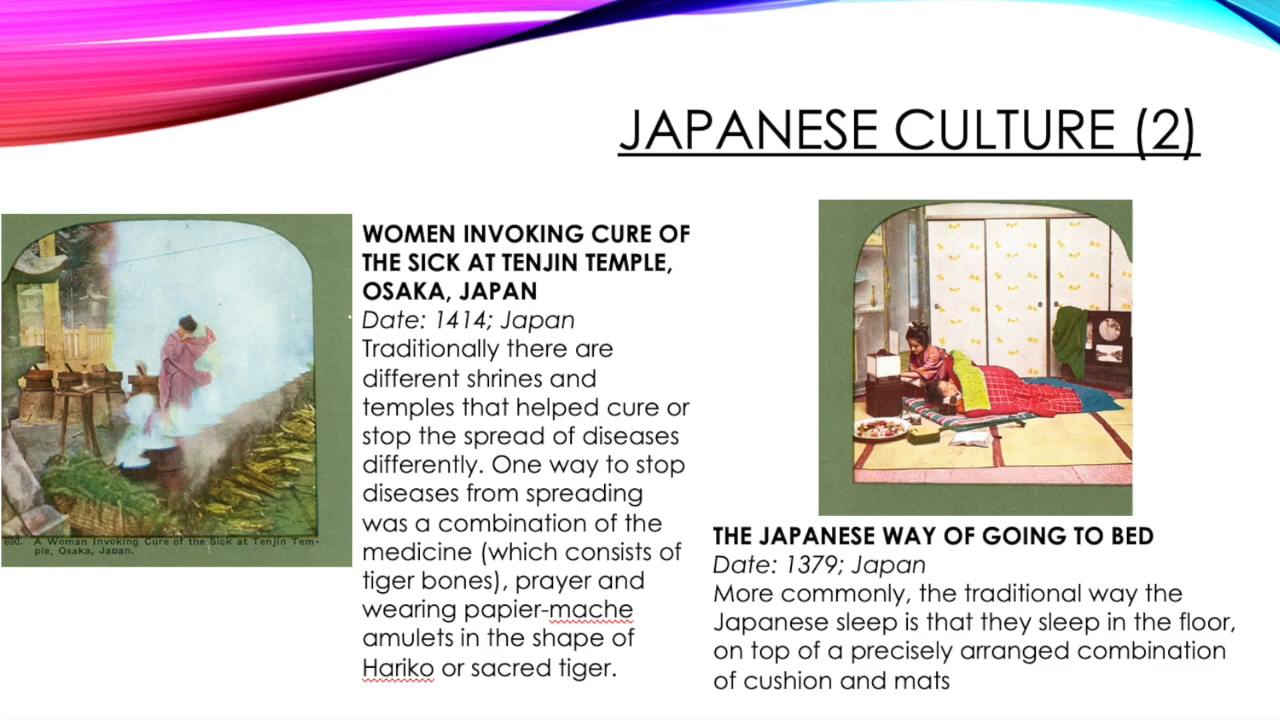 JAPANESE CULTURE (2)
WOMEN INVOKING CURE OF
THE SICK AT TENJIN TEMPLE,
OSAKA, JAPAN
Date: 1414; Japan
Traditionally there are
different shrines and
temples that helped cure or
stop the spread of diseases
differently. One way to stop
diseases from spreading
was a combination of the
medicine (which consists of
tiger bones), prayer and
wearing papier-mache
amulets in the shape of
Hariko or sacred tiger.
690. A Woman Invoking Cure of the Sick at Tenjin Tem-
ple, Osaka, Japan.
THE JAPANESE WAY OF GOING TO BED
Date: 1379; Japan
More commonly, the traditional way the
Japanese sleep is that they sleep in the floor,
on top of a precisely arranged combination
of cushion and mats